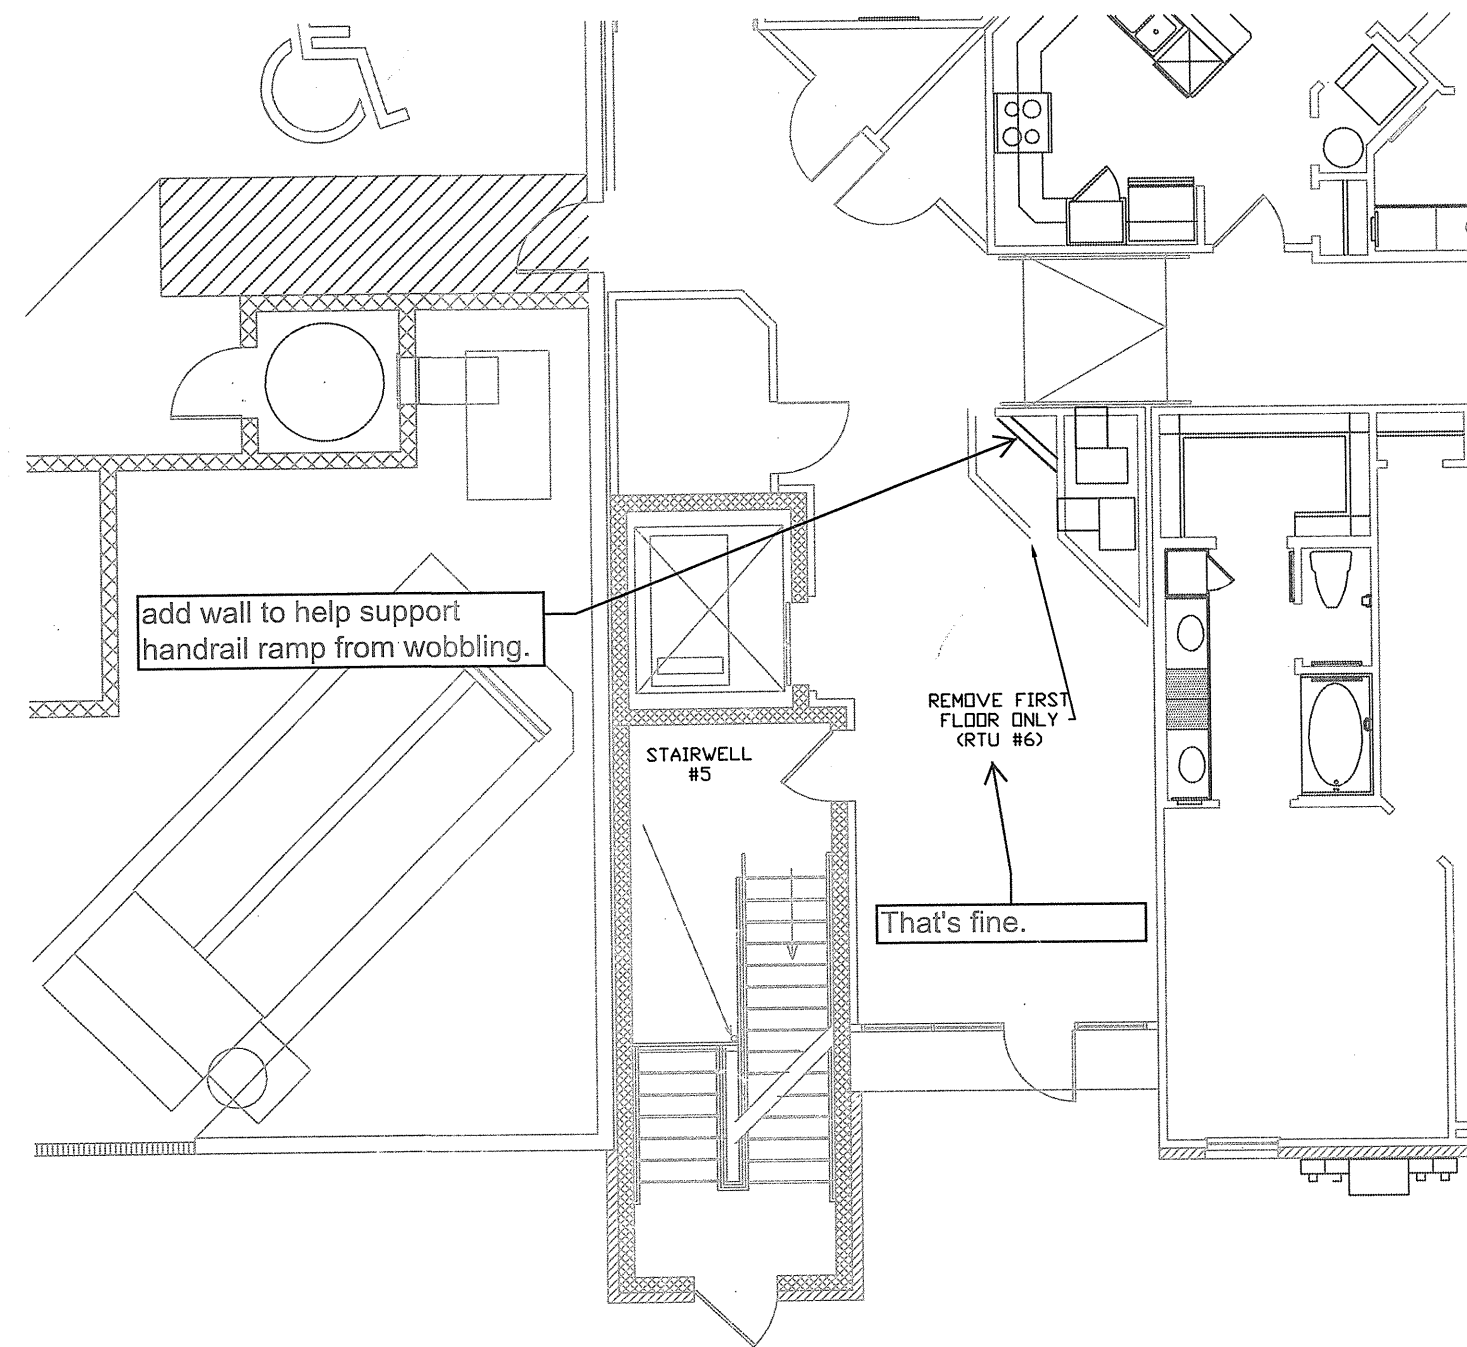 add wall to help support
handrail ramp from wobbling.
REMOVE FIRST
FLOOR ONLY
(RTU #6)
STAIRWELL
#5
That's fine.